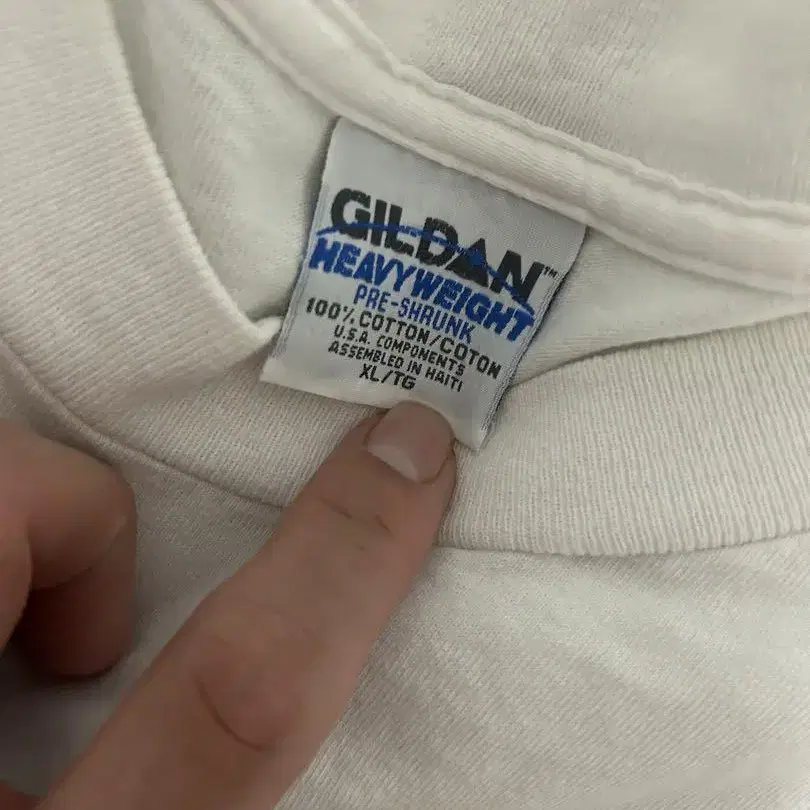 GILDAN™
HEAVYWEIGHT
PRE-SHRUNK
100% COTTON/COTON
U.S.A. COMPONENTS
ASSEMBLED IN HAITI
XL/TG